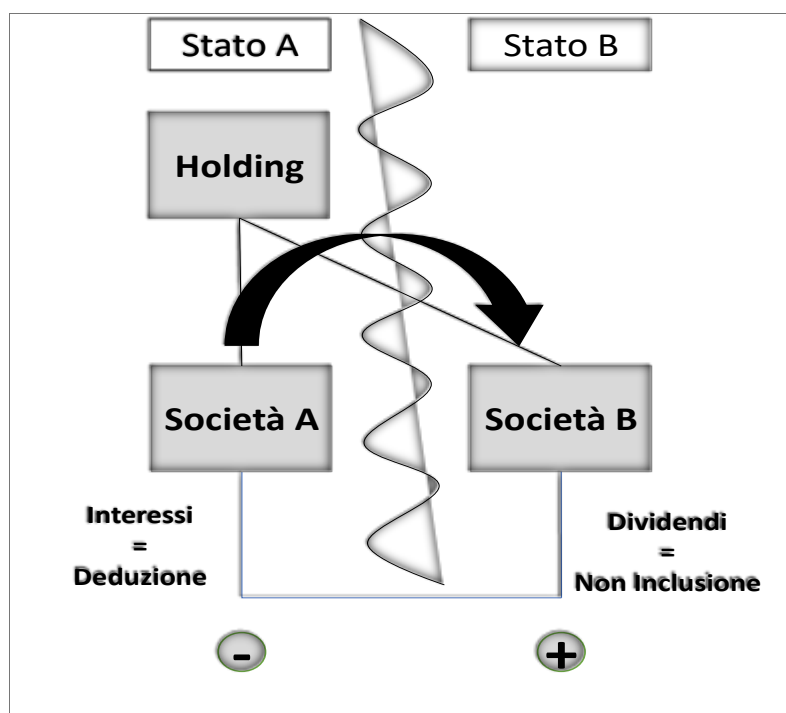 Stato A
Stato B
Holding
Società A
Società B
Interessi
=
Deduzione
Dividendi
=
Non Inclusione
-
+